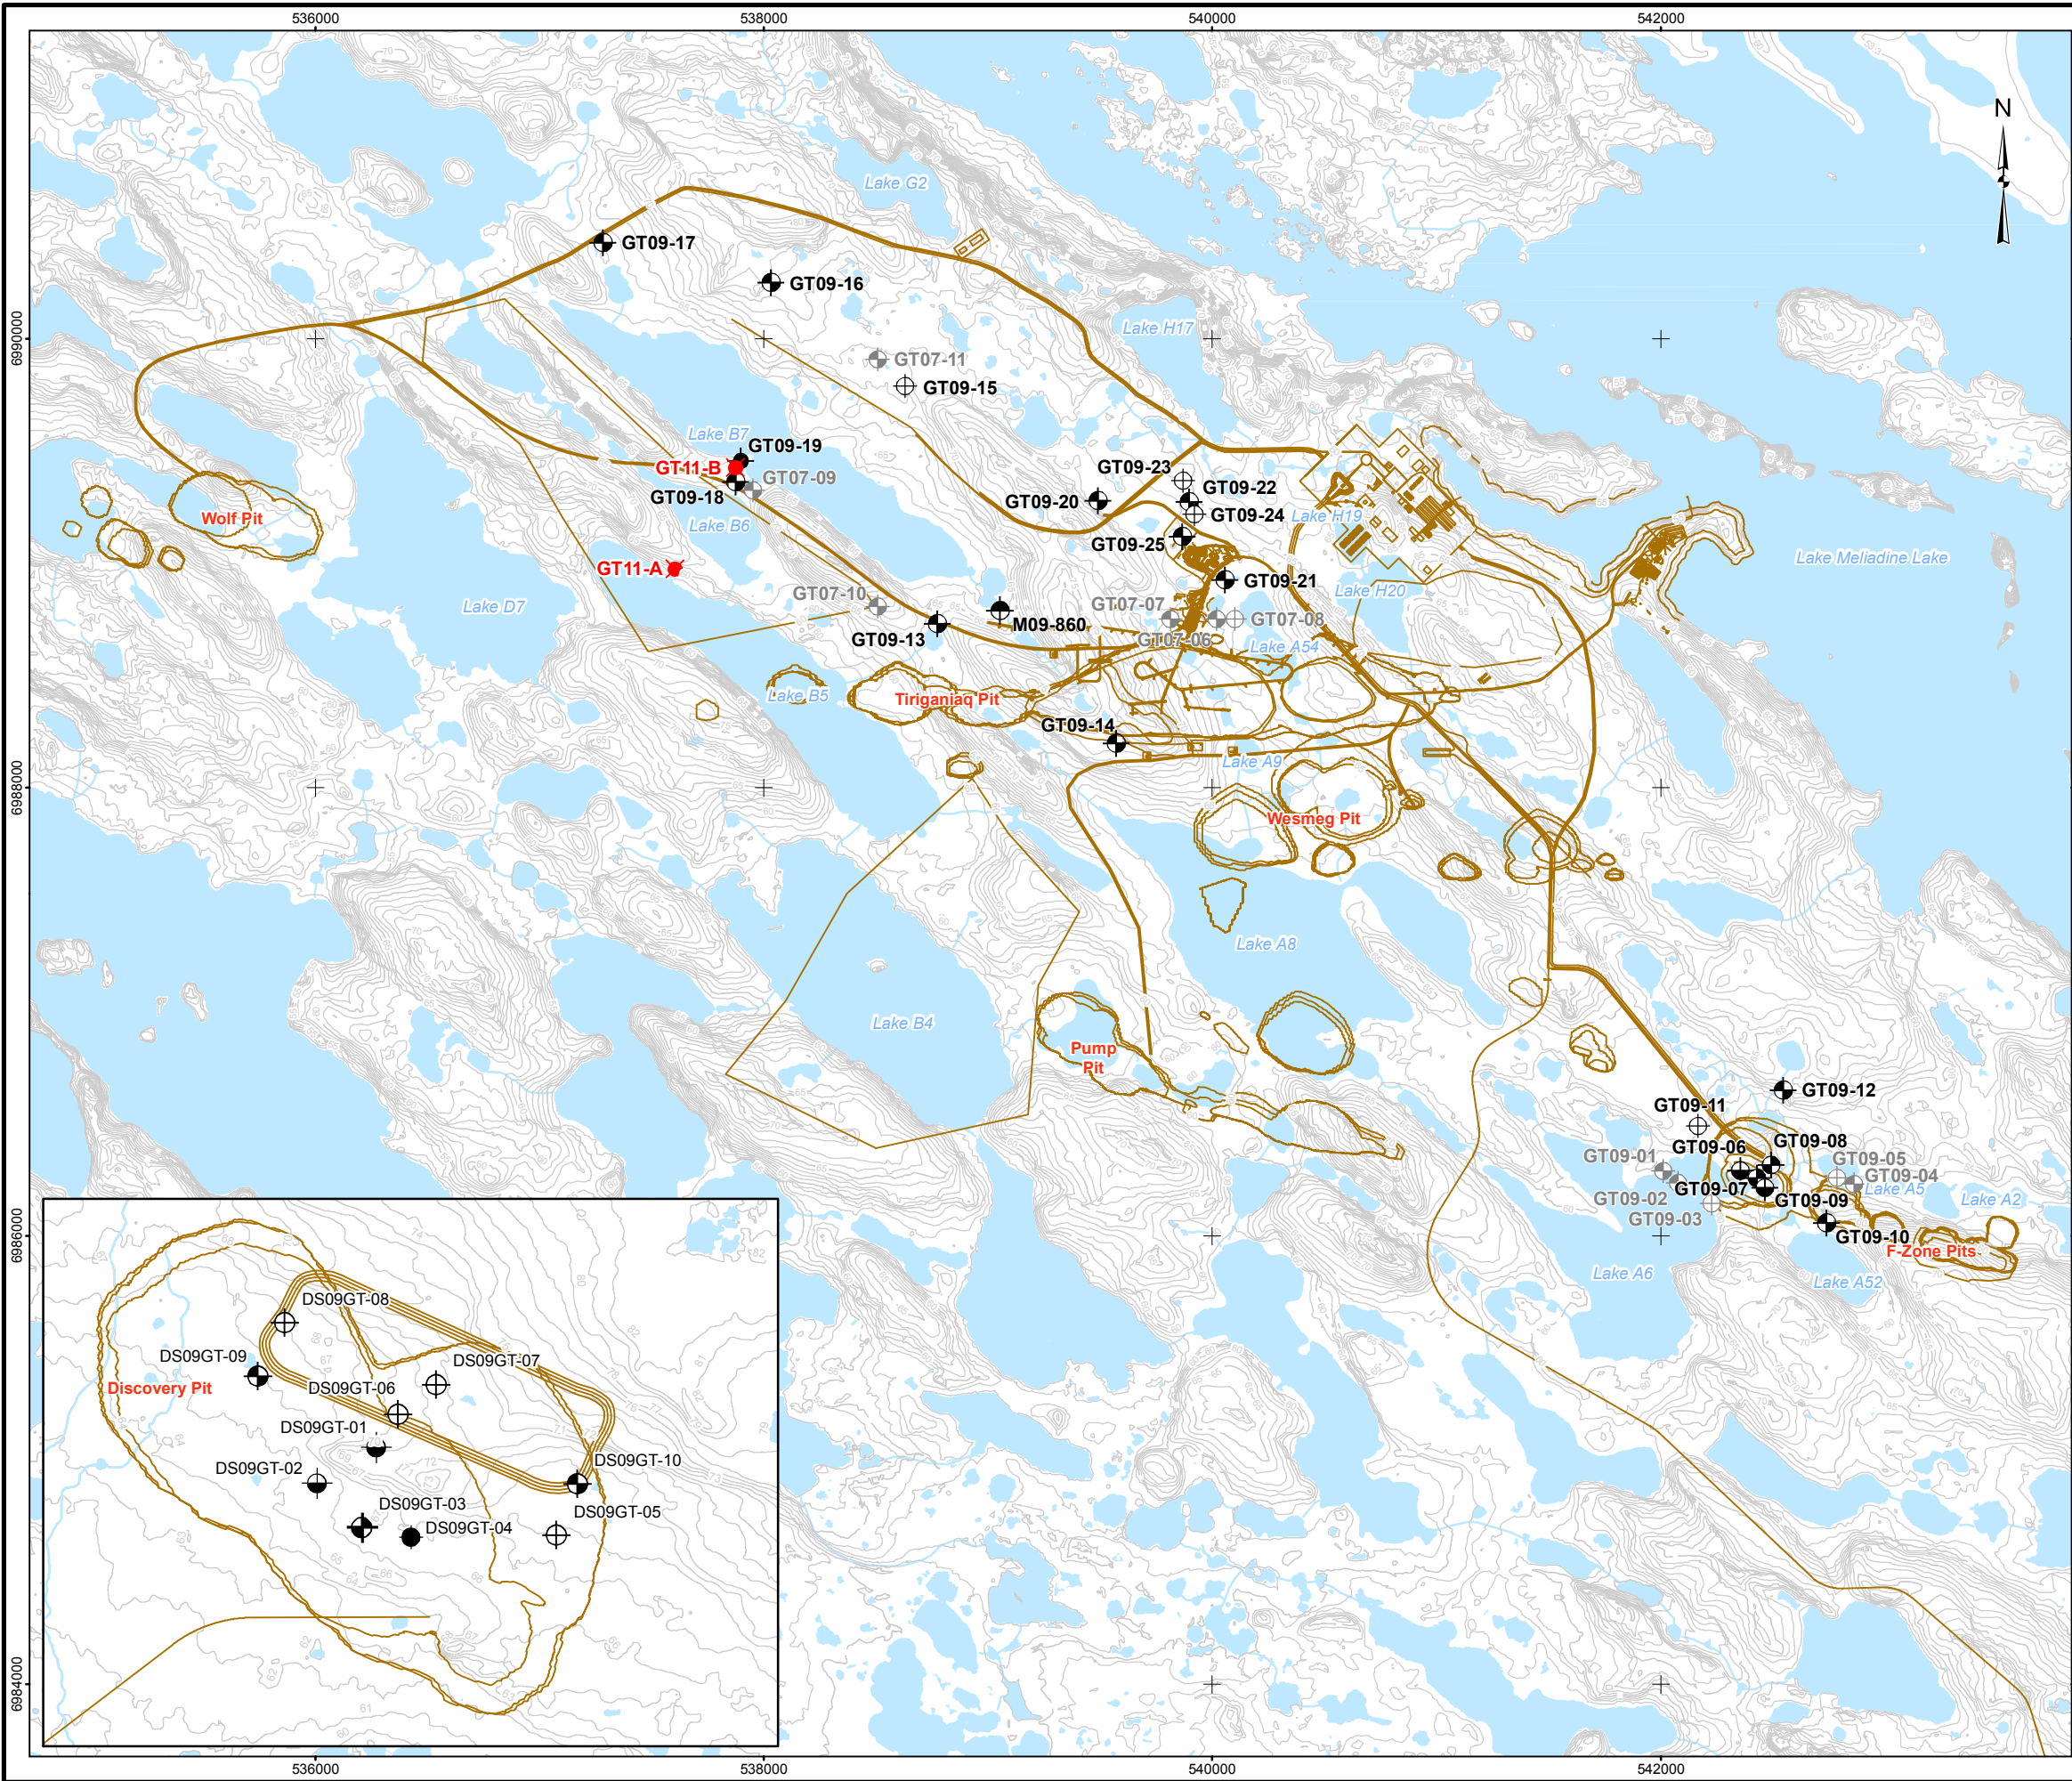 536000
538000
540000
542000
N
Lake G2
GT09-17
GT09-16
Lake H17
6990000
GT07-11
GT09-15
Lake B7
GT09-19
GT11-B
GT07-09
GT09-18
Lake B6
GT09-23
GT09-22
GT09-20
GT09-24
Lake H19
GT09-25
Wolf Pit
Lake Meliadine Lake
GT11-A
GT09-21
Lake H20
GT07-10
Lake D7
GT07-07
GT07-08
M09-860
GT09-13
GT07-06
Lake A54
Lake B5
Tiriganiaq Pit
GT09-14
Lake A9
6988000
Wesmeg Pit
Lake A8
Lake B4
Pump
Pit
GT09-12
GT09-11
GT09-08
GT09-06
GT09-01
GT09-05
GT09-04
GT09-07
Lake A5
GT09-02
GT09-09
Lake A2
GT09-03
6986000
GT09-10
F-Zone Pits
Lake A6
Lake A52
DS09GT-08
DS09GT-09
DS09GT-07
Discovery Pit
DS09GT-06
DS09GT-01
DS09GT-10
DS09GT-02
DS09GT-03
DS09GT-05
DS09GT-04
6984000
536000
538000
540000
542000